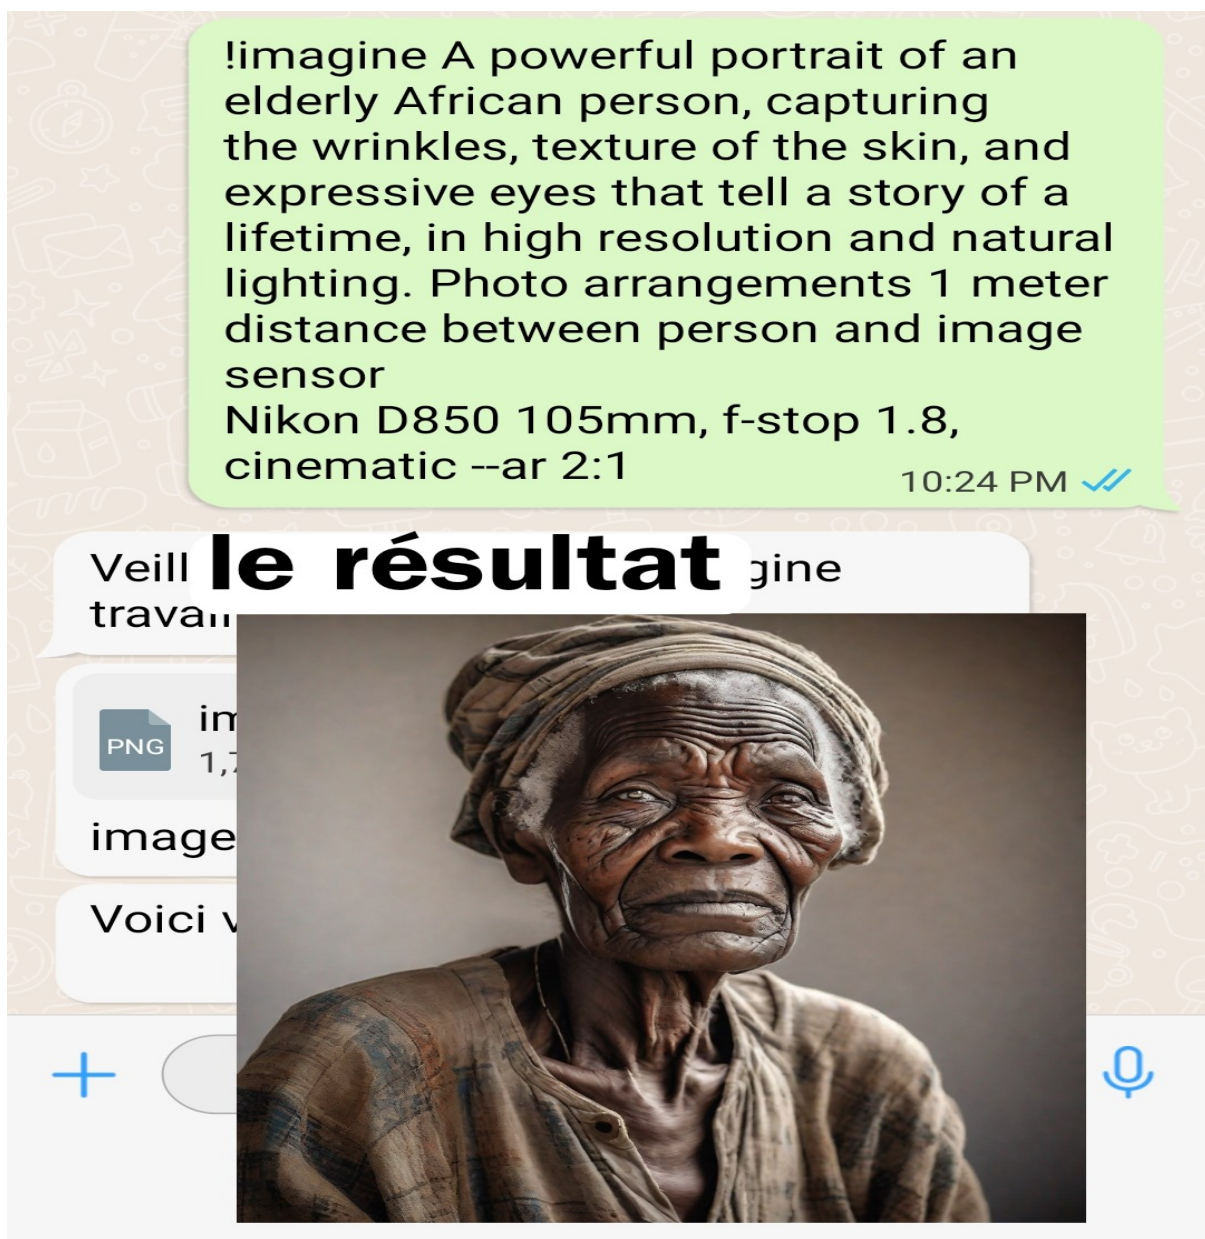 !imagine A powerful portrait of an
elderly African person, capturing
the wrinkles, texture of the skin, and
expressive eyes that tell a story of a
lifetime, in high resolution and natural
lighting. Photo arrangements 1 meter
distance between person and image
sensor
Nikon D850 105mm, f-stop 1.8,
cinematic --ar 2:1
10:24 PM
le résultat
PNG
image
Voici